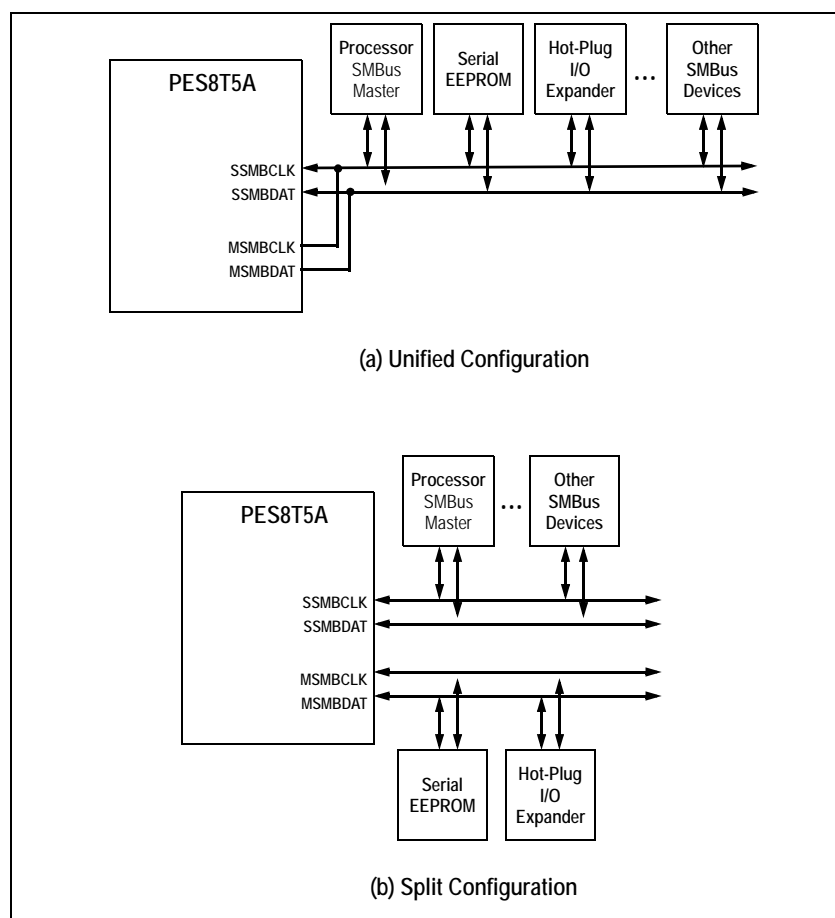 Processor
SMBus
Master
Serial
EEPROM
Hot-Plug
I/O
Expander
...
Other
SMBus
Devices
PES8T5A
SSMBCLK
SSMBDAT
MSMBCLK
MSMBDAT
(a) Unified Configuration
Processor
SMBus
Master
...
Other
SMBus
Devices
PES8T5A
SSMBCLK
SSMBDAT
MSMBCLK
MSMBDAT
Serial
EEPROM
Hot-Plug
I/O
Expander
(b) Split Configuration